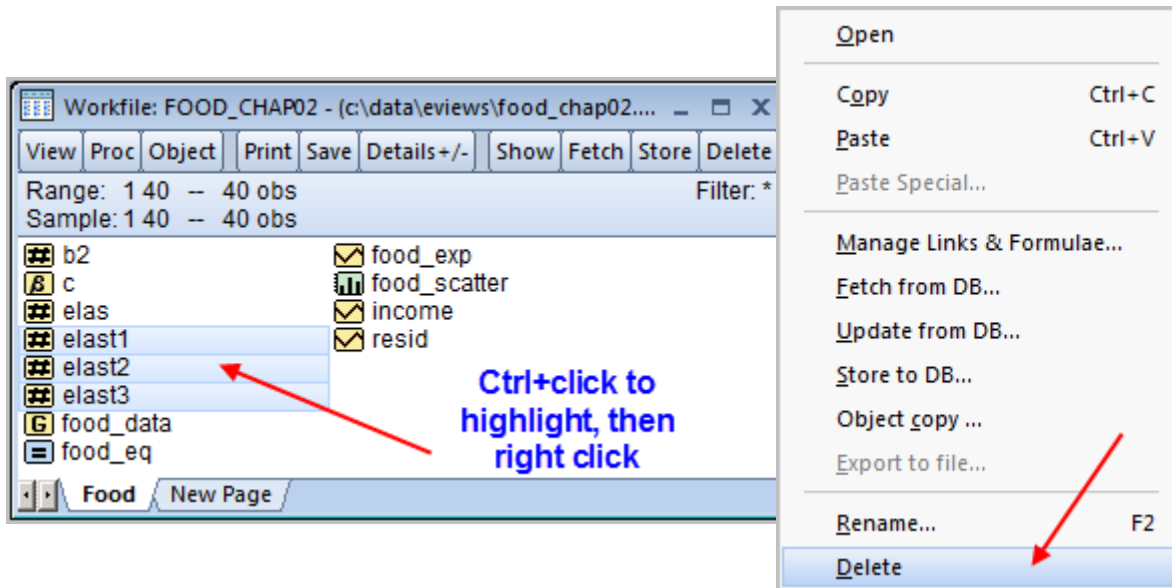 Workfile: FOOD_CHAP02 - (c:\data\eviews\food_chap02....
View Proc Object Print Save Details+/- Show Fetch Store Delete
Range: 1 40 -- 40 obs Filter: *
Sample: 1 40 -- 40 obs
b2
c
elas
elast1
elast2
elast3
food_data
food_eq
food_exp
food_scatter
income
resid
Ctrl+click to
highlight, then
right click
Food New Page
Open
Copy Ctrl+C
Paste Ctrl+V
Paste Special...
Manage Links & Formulae...
Fetch from DB...
Update from DB...
Store to DB...
Object copy ...
Export to file...
Rename... F2
Delete